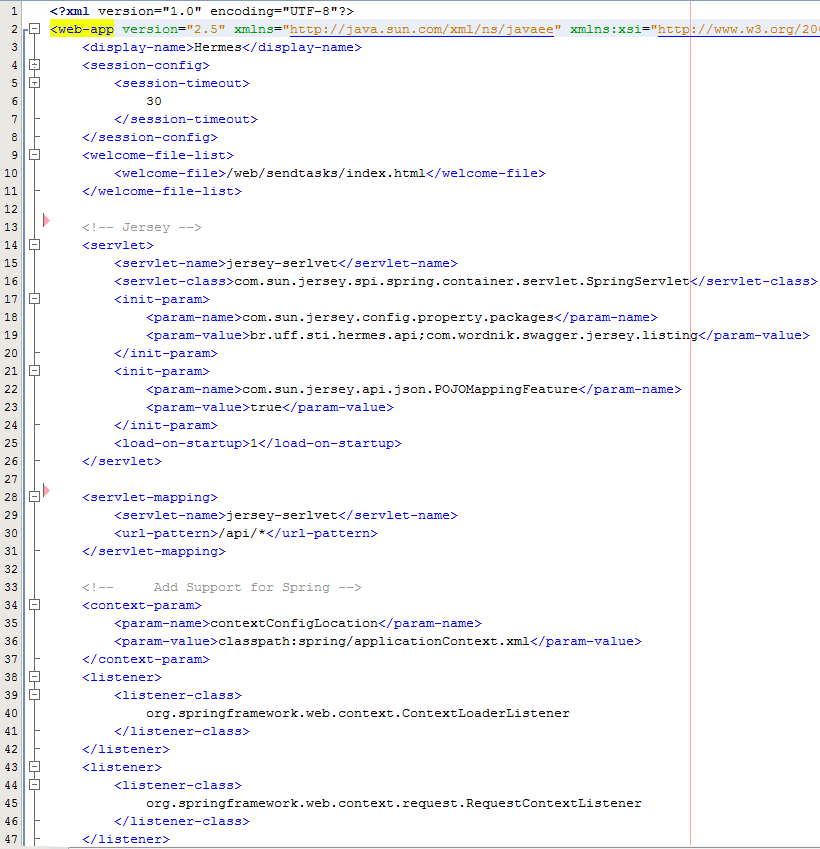 1 <?xml version="1.0" encoding="UTF-8"?>
2 <web-app version="2.5" xmlns="http://java.sun.com/xml/ns/javaee" xmlns:xsi="http://www.w3.org/200
3     <display-name>Hermes</display-name>
4     <session-config>
5         <session-timeout>
6             30
7         </session-timeout>
8     </session-config>
9     <welcome-file-list>
10         <welcome-file>/web/sendtasks/index.html</welcome-file>
11     </welcome-file-list>
12
13     <!-- Jersey -->
14     <servlet>
15         <servlet-name>jersey-serlvet</servlet-name>
16         <servlet-class>com.sun.jersey.spi.spring.container.servlet.SpringServlet</servlet-class>
17         <init-param>
18             <param-name>com.sun.jersey.config.property.packages</param-name>
19             <param-value>br.uff.sti.hermes.api;com.wordnik.swagger.jersey.listing</param-value>
20         </init-param>
21         <init-param>
22             <param-name>com.sun.jersey.api.json.POJOMappingFeature</param-name>
23             <param-value>true</param-value>
24         </init-param>
25         <load-on-startup>1</load-on-startup>
26     </servlet>
27
28     <servlet-mapping>
29         <servlet-name>jersey-serlvet</servlet-name>
30         <url-pattern>/api/*</url-pattern>
31     </servlet-mapping>
32
33     <!--     Add Support for Spring -->
34     <context-param>
35         <param-name>contextConfigLocation</param-name>
36         <param-value>classpath:spring/applicationContext.xml</param-value>
37     </context-param>
38     <listener>
39         <listener-class>
40             org.springframework.web.context.ContextLoaderListener
41         </listener-class>
42     </listener>
43     <listener>
44         <listener-class>
45             org.springframework.web.context.request.RequestContextListener
46         </listener-class>
47     </listener>